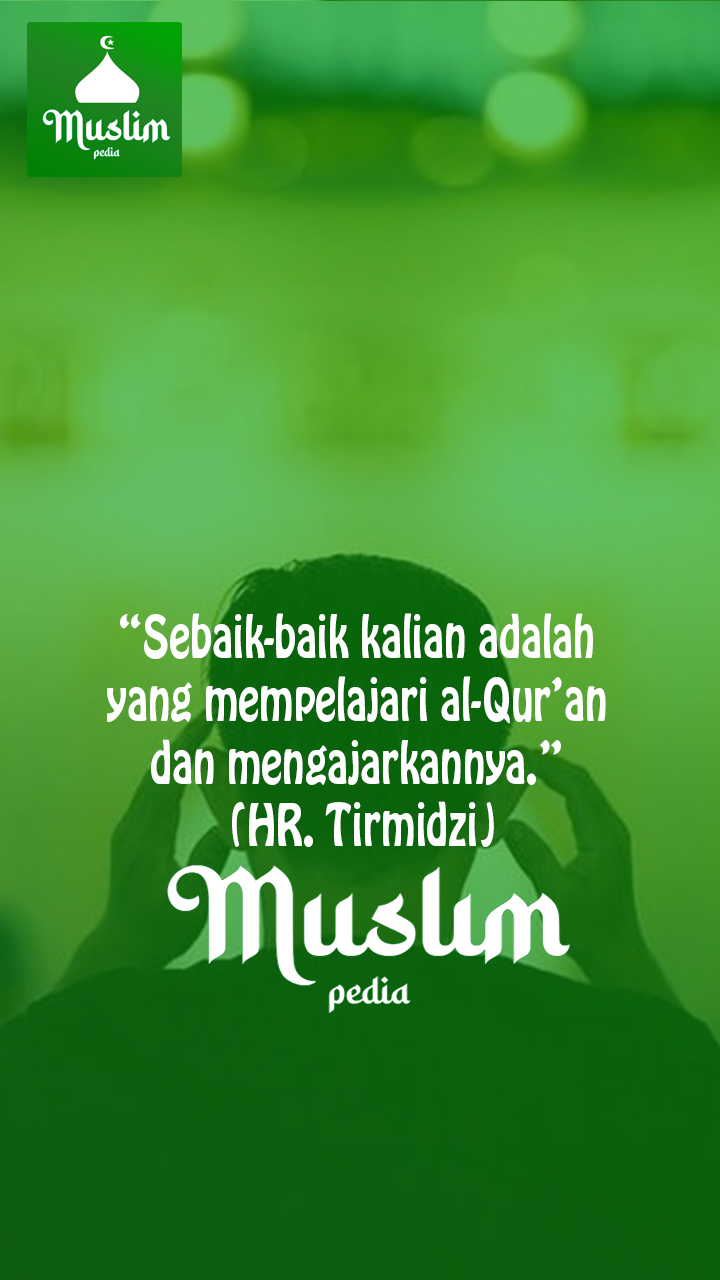 Muslim
pedia
“Sebaik-baik kalian adalah
yang mempelajari al-Qur’an
dan mengajarkannya.”
(HR. Tirmidzi)
Muslim
pedia